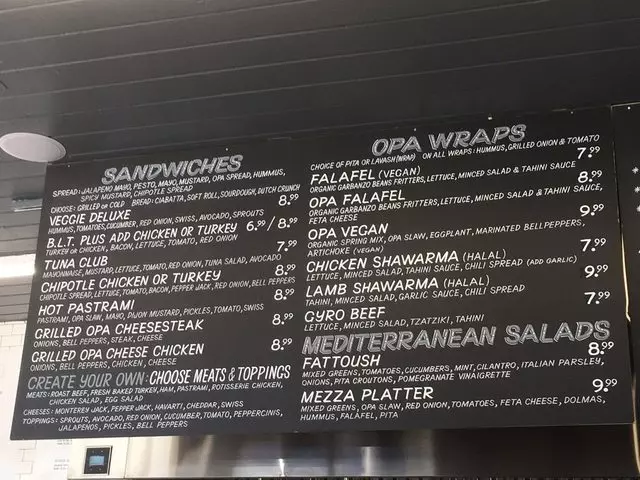 SANDWICHES
SPREAD: JALAPENO MAYO, PESTO, MAYO, MUSTARD, OPA SPREAD, HUMMUS,
SPICY MUSTARD, CHIPOTLE SPREAD
CHOOSE: GRILLED or COLD BREAD: CIABATTA, SOFT ROLL, SOURDOUGH, DUTCH CRUNCH
VEGGIE DELUXE 8.99
HUMMUS, TOMATOES, CUCUMBER, RED ONION, SWISS, AVOCADO, SPROUTS
B.L.T. PLUS ADD CHICKEN OR TURKEY 6.99 / 8.99
TURKEY OR CHICKEN, BACON, LETTUCE, TOMATO, RED ONION
TUNA CLUB 7.99
MAYONNAISE, MUSTARD, LETTUCE, TOMATO, RED ONION, TUNA SALAD, AVOCADO
CHIPOTLE CHICKEN OR TURKEY 8.99
CHIPOTLE SPREAD, LETTUCE, TOMATO, BACON, PEPPER JACK, RED ONION, BELL PEPPERS
HOT PASTRAMI 8.99
PASTRAMI, OPA SLAW, MAYO, DIJON MUSTARD, PICKLES, TOMATO, SWISS
GRILLED OPA CHEESESTEAK 8.99
ONIONS, BELL PEPPERS, STEAK, CHEESE
GRILLED OPA CHEESE CHICKEN 8.99
ONIONS, BELL PEPPERS, CHICKEN, CHEESE
CREATE YOUR OWN: CHOOSE MEATS & TOPPINGS
MEATS: ROAST BEEF, FRESH BAKED TURKEY, HAM, PASTRAMI, ROTISSERIE CHICKEN,
CHICKEN SALAD, EGG SALAD
CHEESES: MONTEREY JACK, PEPPER JACK, HAVARTI, CHEDDAR, SWISS
TOPPINGS: SPROUTS, AVOCADO, RED ONION, CUCUMBER, TOMATO, PEPPERCINIS,
JALAPENOS, PICKLES, BELL PEPPERS
OPA WRAPS
CHOICE OF PITA OR LAVASH (WRAP) ON ALL WRAPS: HUMMUS, GRILLED ONION & TOMATO
FALAFEL (VEGAN) 7.99
ORGANIC GARBANZO BEANS FRITTERS, LETTUCE, MINCED SALAD & TAHINI SAUCE
OPA FALAFEL 8.99
ORGANIC GARBANZO BEANS FRITTERS, LETTUCE, MINCED SALAD & TAHINI SAUCE,
FETA CHEESE
OPA VEGAN 9.99
ORGANIC SPRING MIX, OPA SLAW, EGGPLANT, MARINATED BELLPEPPERS,
ARTICHOKE (VEGAN)
CHICKEN SHAWARMA (HALAL) 7.99
LETTUCE, MINCED SALAD, TAHINI SAUCE, CHILI SPREAD (ADD GARLIC)
LAMB SHAWARMA (HALAL) 9.99
TAHINI, MINCED SALAD, GARLIC SAUCE, CHILI SPREAD
GYRO BEEF 7.99
LETTUCE, MINCED SALAD, TZATZIKI, TAHINI
MEDITERRANEAN SALADS
FATTOUSH 8.99
MIXED GREENS, TOMATOES, CUCUMBERS, MINT, CILANTRO, ITALIAN PARSLEY,
ONIONS, PITA CROUTONS, POMEGRANATE VINAIGRETTE
MEZZA PLATTER 9.99
MIXED GREENS, OPA SLAW, RED ONION, TOMATOES, FETA CHEESE, DOLMAS,
HUMMUS, FALAFEL, PITA